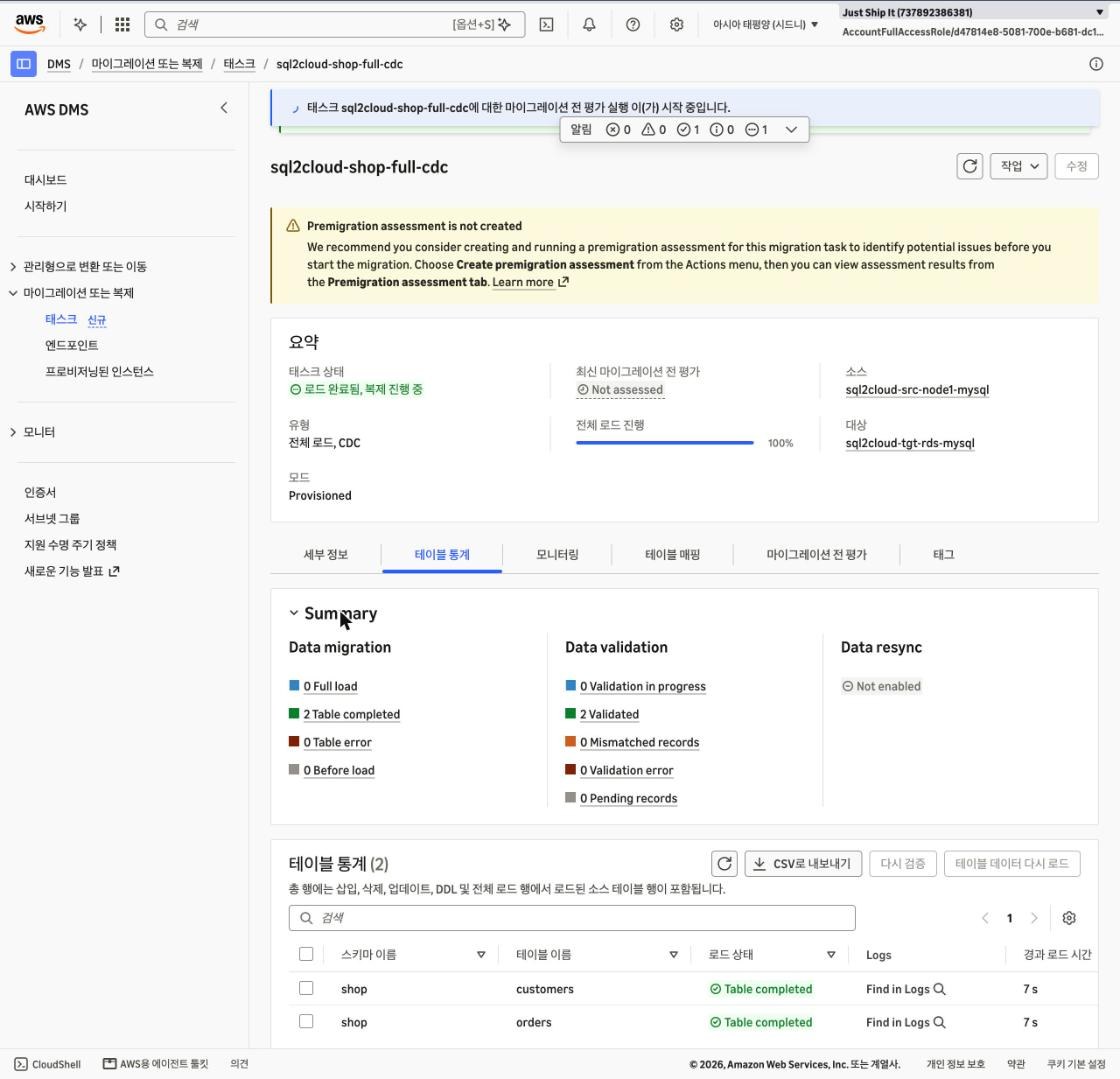 aws
검색 [옵션+S]
아시아 태평양 (시드니)
Just Ship It (737892386381)
AccountFullAccessRole/d47814e8-5081-700e-b681-dc1...
DMS / 마이그레이션 또는 복제 / 태스크 / sql2cloud-shop-full-cdc
AWS DMS
대시보드
시작하기
관리형으로 변환 또는 이동
마이그레이션 또는 복제
태스크 신규
엔드포인트
프로비저닝된 인스턴스
모니터
인증서
서브넷 그룹
지원 수명 주기 정책
새로운 기능 발표
태스크 sql2cloud-shop-full-cdc에 대한 마이그레이션 전 평가 실행 이(가) 시작 중입니다.
알림 0 0 1 0 1
sql2cloud-shop-full-cdc
작업
수정
Premigration assessment is not created
We recommend you consider creating and running a premigration assessment for this migration task to identify potential issues before you
start the migration. Choose Create premigration assessment from the Actions menu, then you can view assessment results from
the Premigration assessment tab. Learn more
요약
태스크 상태
로드 완료됨, 복제 진행 중
최신 마이그레이션 전 평가
Not assessed
소스
sql2cloud-src-node1-mysql
유형
전체 로드, CDC
전체 로드 진행
100%
대상
sql2cloud-tgt-rds-mysql
모드
Provisioned
세부 정보 테이블 통계 모니터링 테이블 매핑 마이그레이션 전 평가 태그
Summary
Data migration
0 Full load
2 Table completed
0 Table error
0 Before load
Data validation
0 Validation in progress
2 Validated
0 Mismatched records
0 Validation error
0 Pending records
Data resync
Not enabled
테이블 통계 (2)
CSV로 내보내기
다시 검증
테이블 데이터 다시 로드
총 행에는 삽입, 삭제, 업데이트, DDL 및 전체 로드 행에서 로드된 소스 테이블 행이 포함됩니다.
검색
1
스키마 이름 테이블 이름 로드 상태 Logs 경과 로드 시간
shop customers Table completed Find in Logs 7 s
shop orders Table completed Find in Logs 7 s
CloudShell AWS용 에이전트 툴킷 의견
© 2026, Amazon Web Services, Inc. 또는 계열사. 개인 정보 보호 약관 쿠키 기본 설정